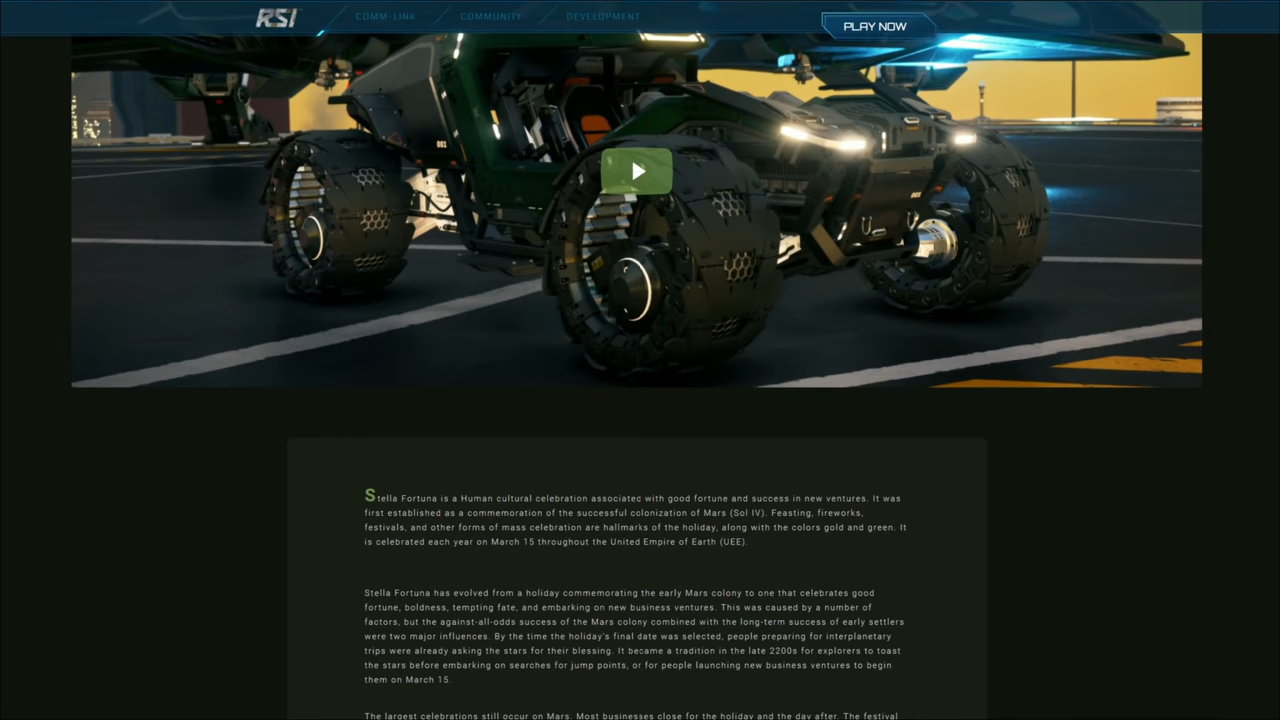 RSI COMM-LINK COMMUNITY DEVELOPMENT PLAY NOW
003
003
Stella Fortuna is a Human cultural celebration associated with good fortune and success in new ventures. It was
first established as a commemoration of the successful colonization of Mars (Sol IV). Feasting, fireworks,
festivals, and other forms of mass celebration are hallmarks of the holiday, along with the colors gold and green. It
is celebrated each year on March 15 throughout the United Empire of Earth (UEE).
Stella Fortuna has evolved from a holiday commemorating the early Mars colony to one that celebrates good
fortune, boldness, tempting fate, and embarking on new business ventures. This was caused by a number of
factors, but the against-all-odds success of the Mars colony combined with the long-term success of early settlers
were two major influences. By the time the holiday's final date was selected, people preparing for interplanetary
trips were already asking the stars for their blessing. It became a tradition in the late 2200s for explorers to toast
the stars before embarking on searches for jump points, or for people launching new business ventures to begin
them on March 15.
The largest celebrations still occur on Mars. Most businesses close for the holiday and the day after. The festival